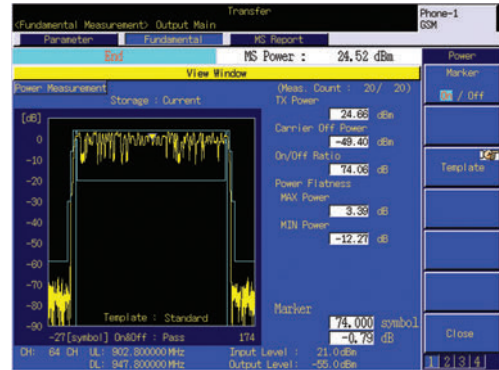 Transfer
Phone-1
<Fundamental Measurement> Output Main
GSM
Parameter
Fundamental
MS Report
End
MS Power : 24.52 dBm
Power
View Window
Marker
On / Off
Power Measurement
(Meas. Count : 20/ 20)
Storage : Current
TX Power
24.66 dBm
[dB]
Carrier Off Power
-49.40 dBm
0
On/Off Ratio
74.06 dB
-10
Template
Power Flatness
-20
MAX Power
3.39 dB
-30
MIN Power
-12.27 dB
-40
-50
-60
-70
-80
Marker
Template : Standard
74.000 symbol
-90
-0.79 dB
-27[symbol] On&Off : Pass 174
Close
CH: 64 CH UL: 902.800000MHz Input Level : 21.0dBm
DL: 947.800000MHz Output Level : -55.0dBm
1 2 3 4